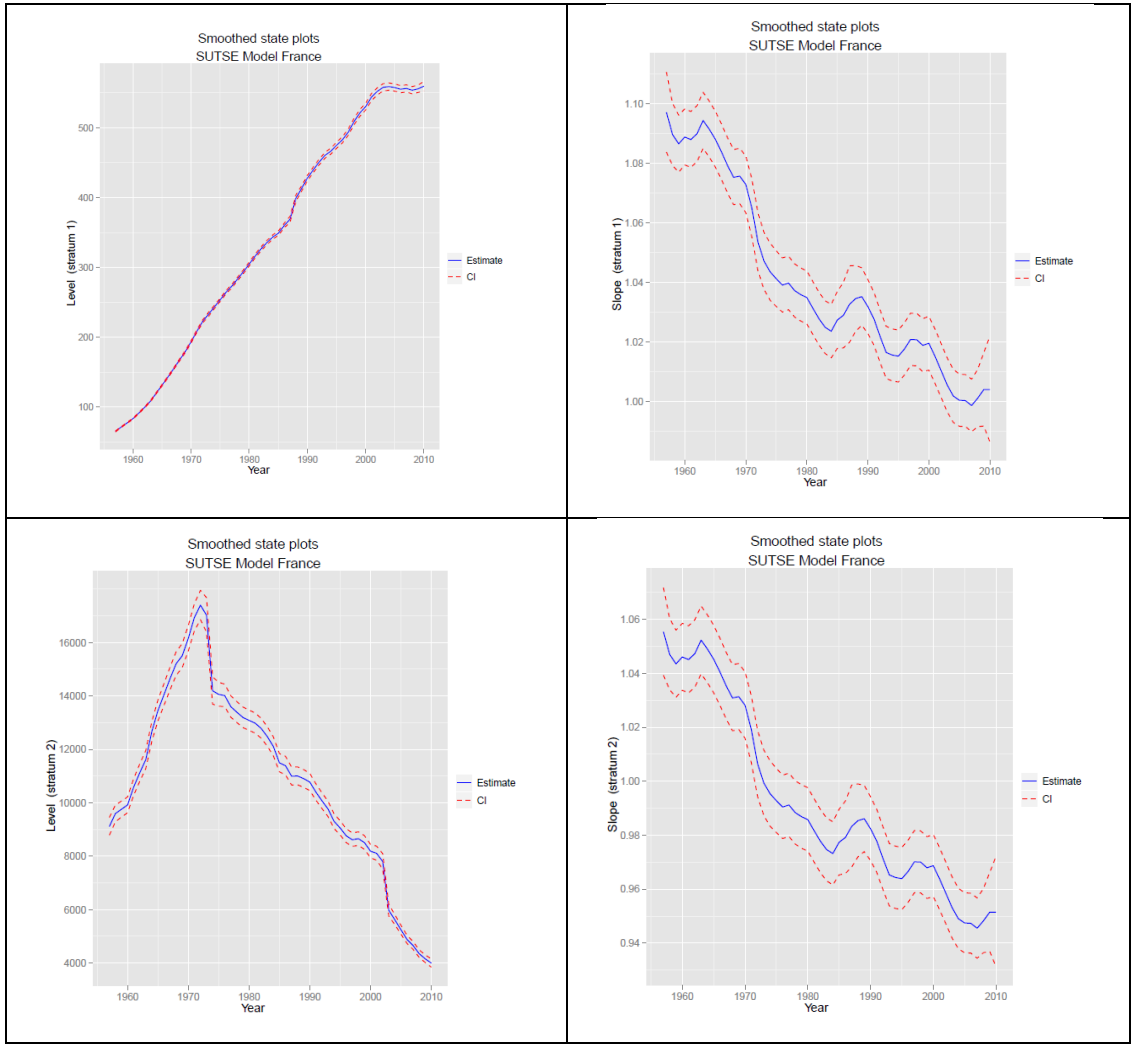 Smoothed state plots
SUTSE Model France
500
400
300
200
100
Level (stratum 1)
1960 1970 1980 1990 2000 2010
Year
Estimate
CI
Smoothed state plots
SUTSE Model France
1.10
1.08
1.06
1.04
1.02
1.00
Slope (stratum 1)
1960 1970 1980 1990 2000 2010
Year
Estimate
CI
Smoothed state plots
SUTSE Model France
16000
14000
12000
10000
8000
6000
4000
Level (stratum 2)
1960 1970 1980 1990 2000 2010
Year
Estimate
CI
Smoothed state plots
SUTSE Model France
1.06
1.04
1.02
1.00
0.98
0.96
0.94
Slope (stratum 2)
1960 1970 1980 1990 2000 2010
Year
Estimate
CI